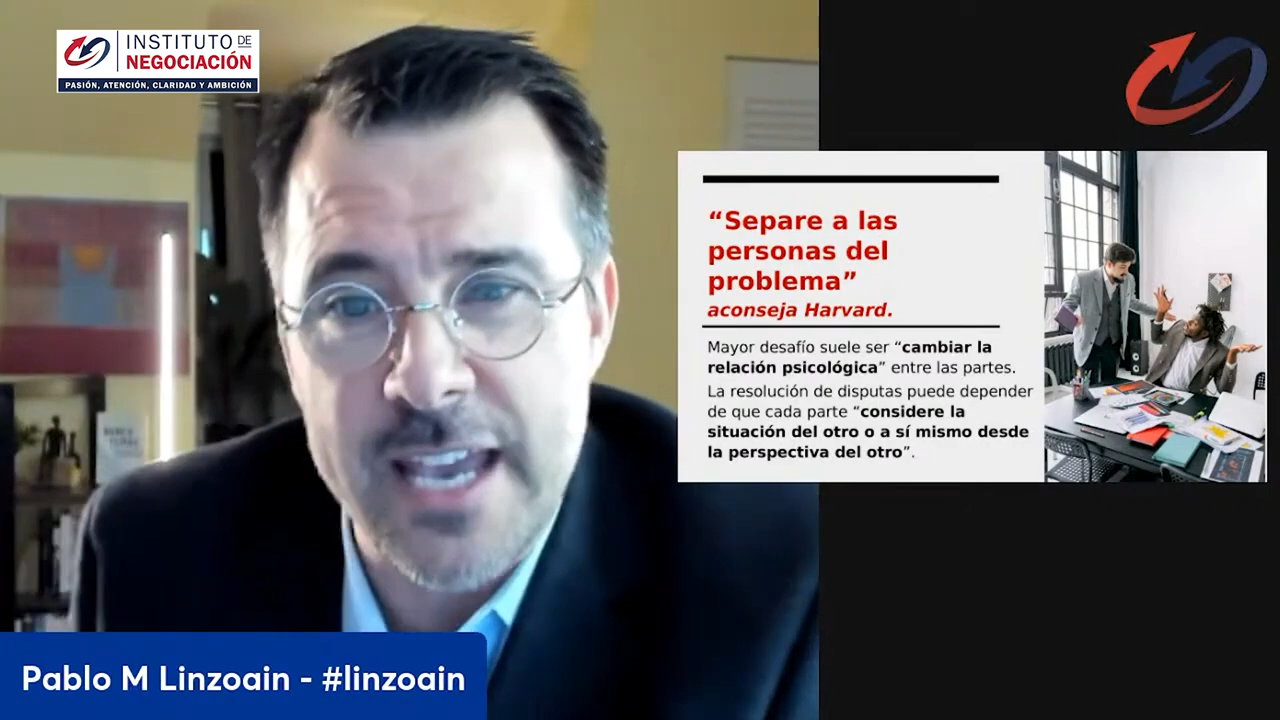 INSTITUTO DE
NEGOCIACIÓN
PASIÓN, ATENCIÓN, CLARIDAD Y AMBICIÓN
“Separe a las
personas del
problema”
aconseja Harvard.
Mayor desafío suele ser “cambiar la
relación psicológica” entre las partes.
La resolución de disputas puede depender
de que cada parte “considere la
situación del otro o a sí mismo desde
la perspectiva del otro”.
Pablo M Linzoain - #linzoain